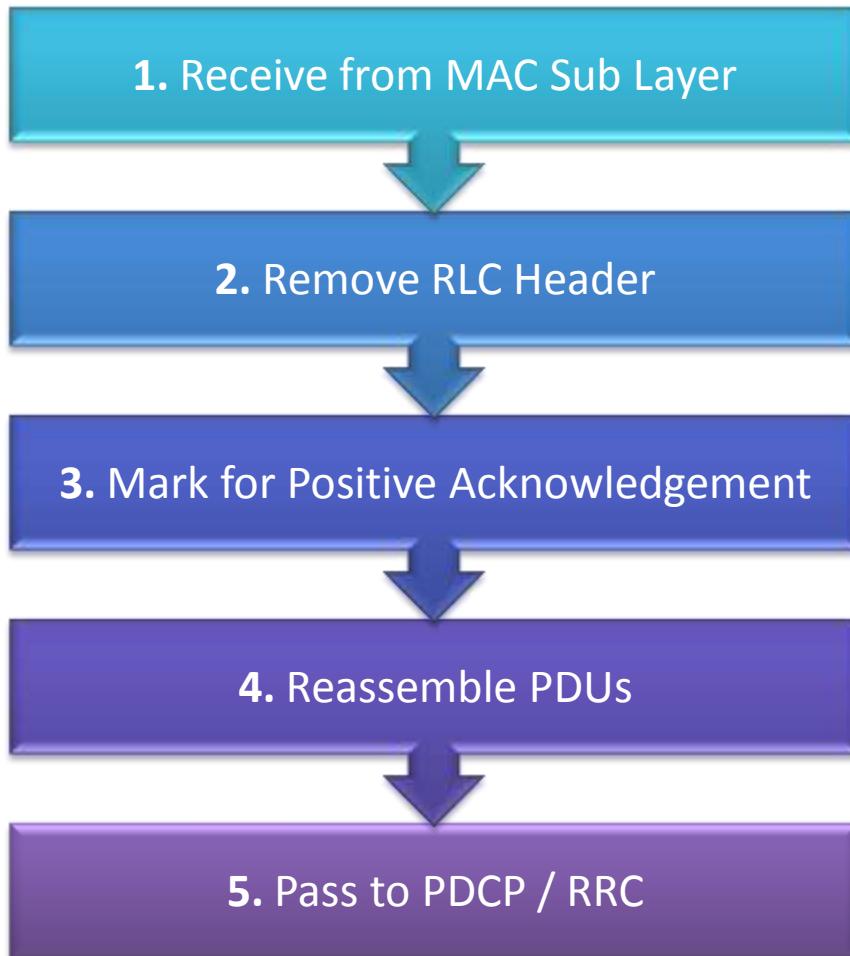 1. Receive from MAC Sub Layer
2. Remove RLC Header
3. Mark for Positive Acknowledgement
4. Reassemble PDUs
5. Pass to PDCP / RRC